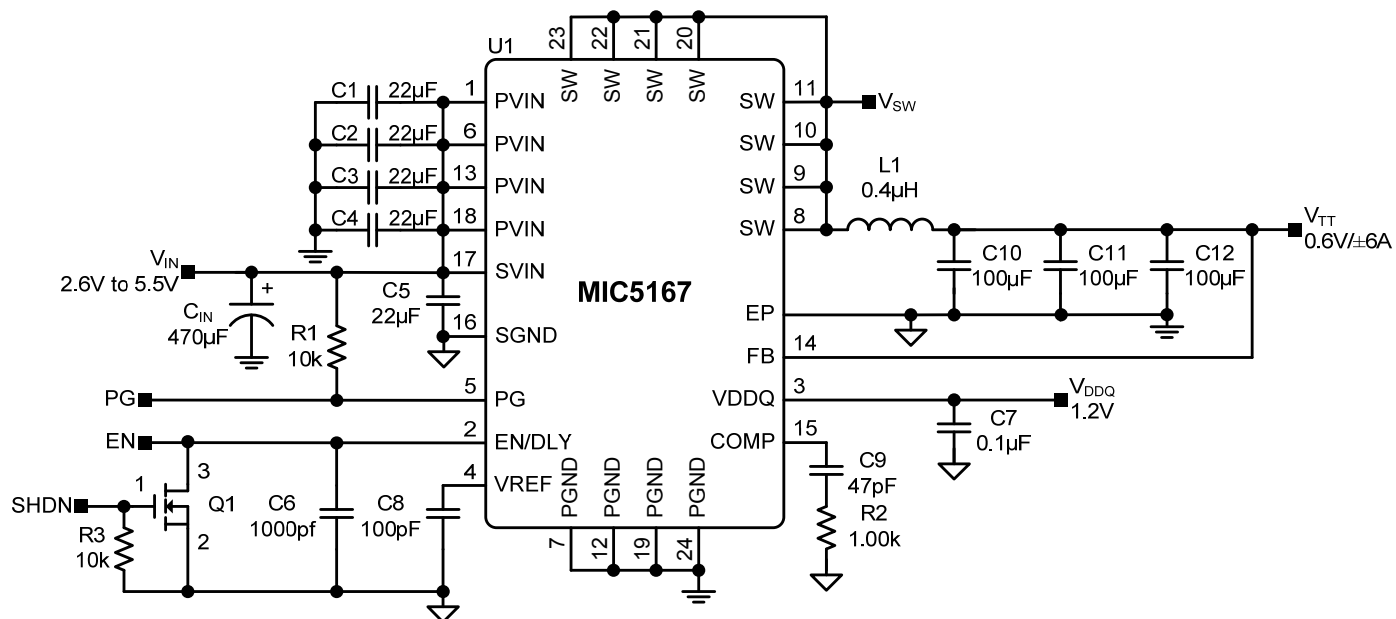 U1
23
22
21
20
SW
SW
SW
SW
C1 22µF
1
PVIN
C2 22µF
6
PVIN
C3 22µF
13
PVIN
C4 22µF
18
PVIN
17
SVIN
VIN
2.6V to 5.5V
CIN
470µF
+
R1
10k
C5
22µF
16
SGND
MIC5167
SW
11
VSW
SW
10
SW
9
SW
8
L1
0.4µH
VTT
0.6V/±6A
C10
100µF
C11
100µF
C12
100µF
EP
FB
14
PG
5
PG
VDDQ
3
VDDQ
1.2V
C7
0.1µF
EN
2
EN/DLY
COMP
15
C9
47pF
R2
1.00k
4
VREF
SHDN
1
3
Q1
2
R3
10k
C6
1000pf
C8
100pF
PGND
PGND
PGND
PGND
7
12
19
24